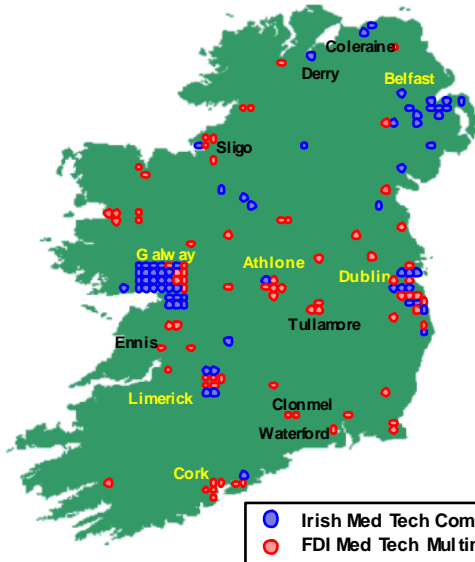 Coleraine
Derry
Belfast
Sligo
Galway
Athlone
Dublin
Tullamore
Ennis
Limerick
Clonmel
Waterford
Cork
Irish Med Tech Com
FDI Med Tech Multin